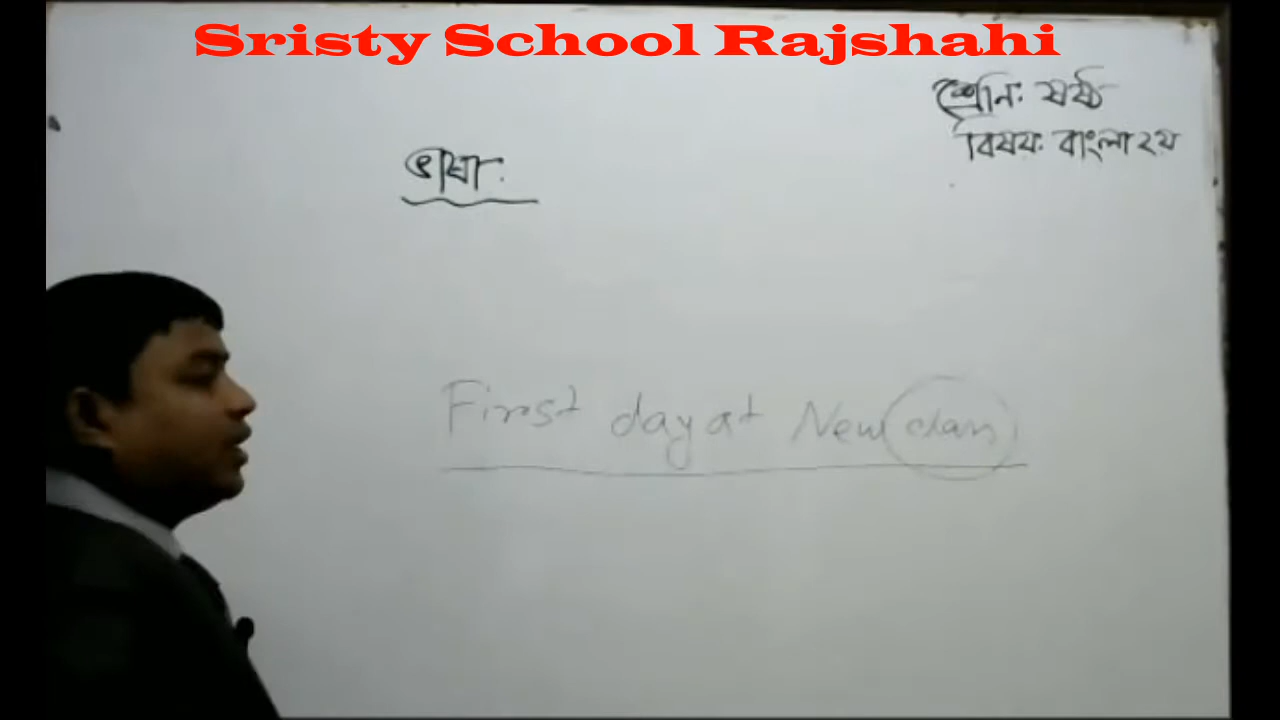 Sristy School Rajshahi
শ্রেনি: ষষ্ঠ
বিষয়: বাংলা ২য়
ভাষা:
First day at New class